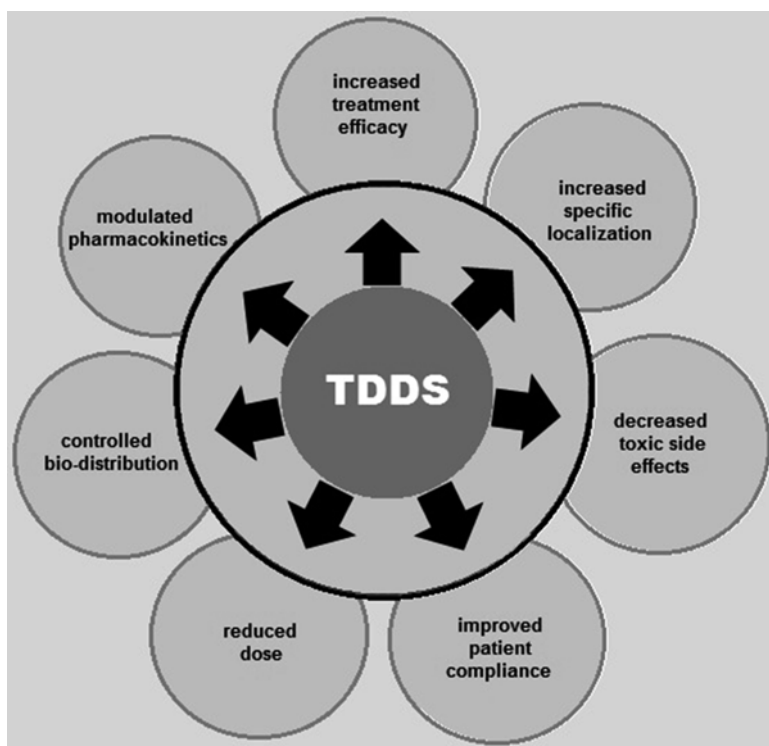 increased
treatment
efficacy
increased
specific
localization
decreased
toxic side
effects
improved
patient
compliance
reduced
dose
controlled
bio-distribution
modulated
pharmacokinetics
TDDS